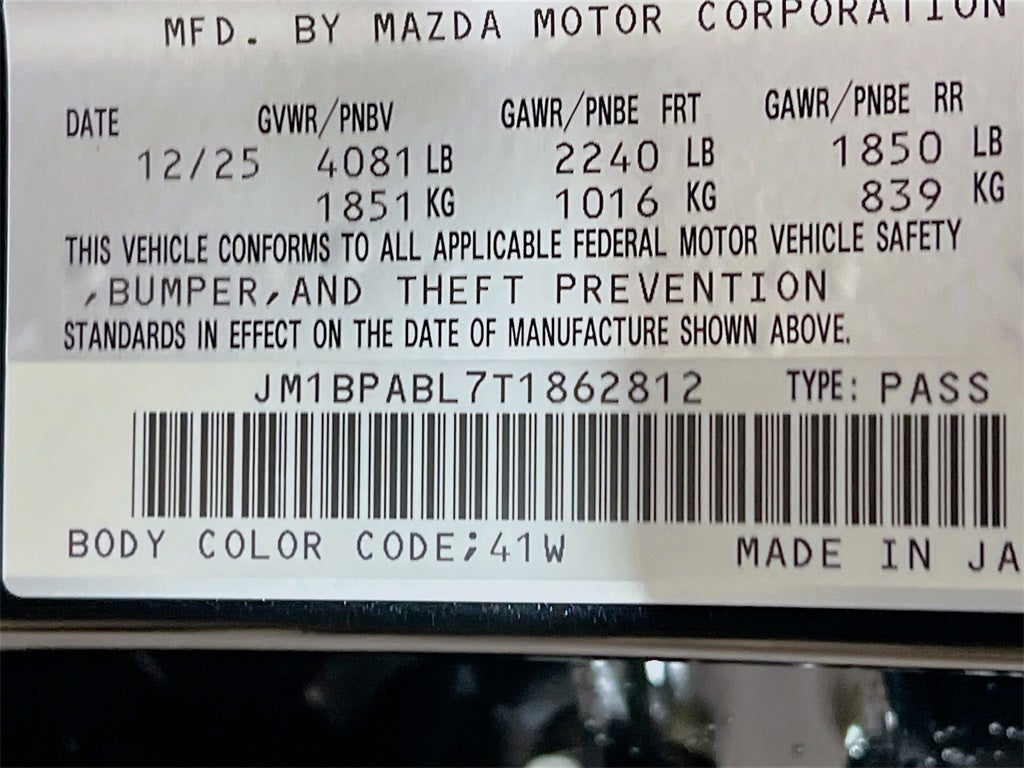 MFD. BY MAZDA MOTOR CORPORATION
DATE GVWR/PNBV GAWR/PNBE FRT GAWR/PNBE RR
12/25 4081 LB 2240 LB 1850 LB
1851 KG 1016 KG 839 KG
THIS VEHICLE CONFORMS TO ALL APPLICABLE FEDERAL MOTOR VEHICLE SAFETY
,BUMPER,AND THEFT PREVENTION
STANDARDS IN EFFECT ON THE DATE OF MANUFACTURE SHOWN ABOVE.
JM1BPABL7T1862812 TYPE: PASS
BODY COLOR CODE;41W MADE IN JA